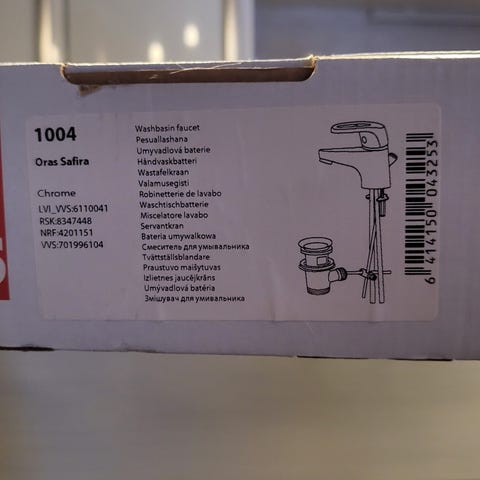 1004
Oras Safira
Chrome
LVI_VVS:6110041
RSK:8347448
NRF:4201151
VVS:701996104
Washbasin faucet
Pesuallashana
Umyvadlová baterie
Håndvaskbatteri
Wastafelkraan
Valamusegisti
Robinetterie de lavabo
Waschtischbatterie
Miscelatore lavabo
Servantkran
Bateria umywalkowa
Смеситель для умывальника
Tvättställsblandare
Praustuvo maišytuvas
Izlietnes jaucējkrāns
Umývadlová batéria
Змішувач для умивальника
6 414150 043253